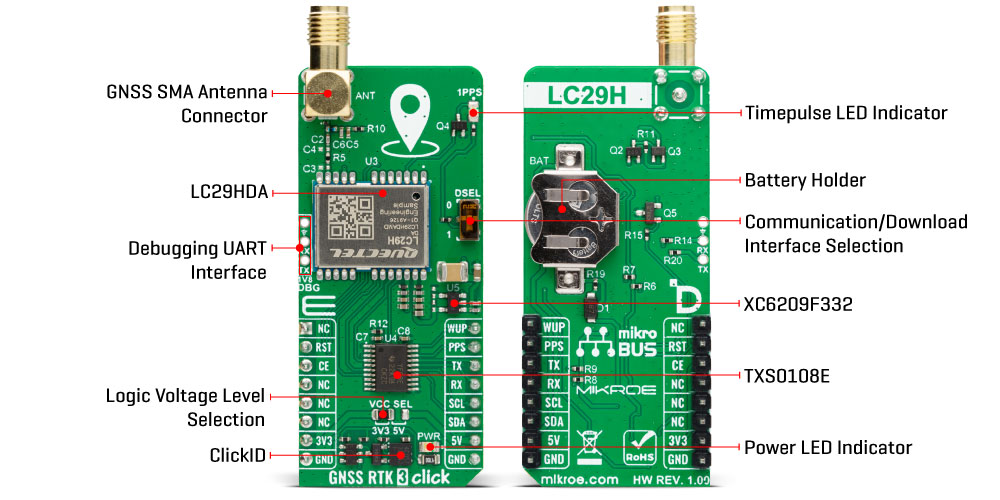 GNSS SMA Antenna
Connector
LC29HDA
Debugging UART
Interface
Logic Voltage Level
Selection
ClickID
ANT
1PPS
Q4
R10
C2
C6
C5
C4
R5
C3
U3
DSEL
0
1
Engineering
Sample
LC29H
QUECTEL
RX
TX
1V8
DBG
U5
R12
C7
U4
C8
NC
RST
CE
NC
NC
NC
3V3
GND
WUP
PPS
TX
RX
SCL
SDA
5V
GND
VCC SEL
3V3 5V
PWR
GNSS RTK 3 click
LC29H
R11
Q2
Q3
BAT
Q5
R15
R14
R20
RX
TX
R19
R7
R6
D1
mikro
BUS
R9
R8
MIKROE
WUP
PPS
TX
RX
SCL
SDA
5V
GND
NC
RST
CE
NC
NC
NC
3V3
GND
RoHS
mikroe.com
HW REV. 1.00
Timepulse LED Indicator
Battery Holder
Communication/Download
Interface Selection
XC6209F332
TXS0108E
Power LED Indicator